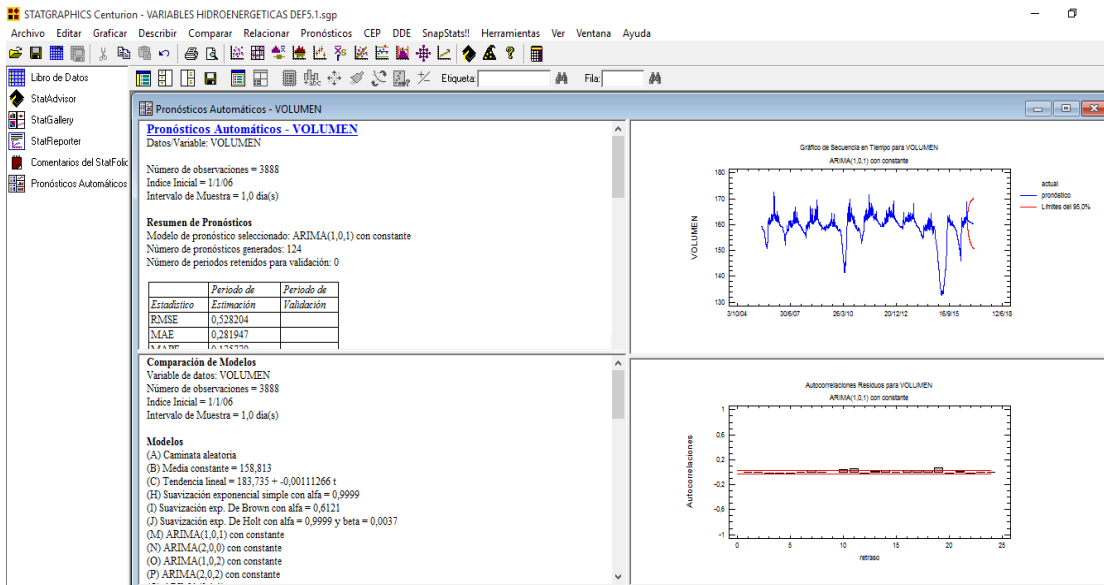 STATGRAPHICS Centurion - VARIABLES HIDROENERGETICAS DEF5.1.sgp
Archivo Editar Graficar Describir Comparar Relacionar Pronósticos CEP DDE SnapStats!! Herramientas Ver Ventana Ayuda
Etiqueta: Fila:
Libro de Datos
StatAdvisor
StatGallery
StatReporter
Comentarios del StatFolio
Pronósticos Automáticos
Pronósticos Automáticos - VOLUMEN
Pronósticos Automáticos - VOLUMEN
Datos/Variable: VOLUMEN
Número de observaciones = 3888
Indice Inicial = 1/1/06
Intervalo de Muestra = 1,0 dia(s)
Resumen de Pronósticos
Modelo de pronóstico seleccionado: ARIMA(1,0,1) con constante
Número de pronósticos generados: 124
Número de periodos retenidos para validación: 0
Periodo de Periodo de
Estadístico Estimación Validación
RMSE 0,528204
MAE 0,281947
Gráfico de Secuencia en Tiempo para VOLUMEN
ARIMA(1,0,1) con constante
180
170
160
150
140
130
VOLUMEN
3/10/04 30/6/07 26/3/10 20/12/12 16/9/15 12/6/18
actual
pronóstico
Límites del 95,0%
Comparación de Modelos
Variable de datos: VOLUMEN
Número de observaciones = 3888
Indice Inicial = 1/1/06
Intervalo de Muestra = 1,0 dia(s)
Modelos
(A) Caminata aleatoria
(B) Media constante = 158,813
(C) Tendencia lineal = 183,735 + -0,00111266 t
(H) Suavización exponencial simple con alfa = 0,9999
(I) Suavización exp. De Brown con alfa = 0,6121
(J) Suavización exp. De Holt con alfa = 0,9999 y beta = 0,0037
(M) ARIMA(1,0,1) con constante
(N) ARIMA(2,0,0) con constante
(O) ARIMA(1,0,2) con constante
(P) ARIMA(2,0,2) con constante
Autocorrelaciones Residuos para VOLUMEN
ARIMA(1,0,1) con constante
1
0,6
0,2
-0,2
-0,6
-1
Autocorrelaciones
0 5 10 15 20 25
retraso